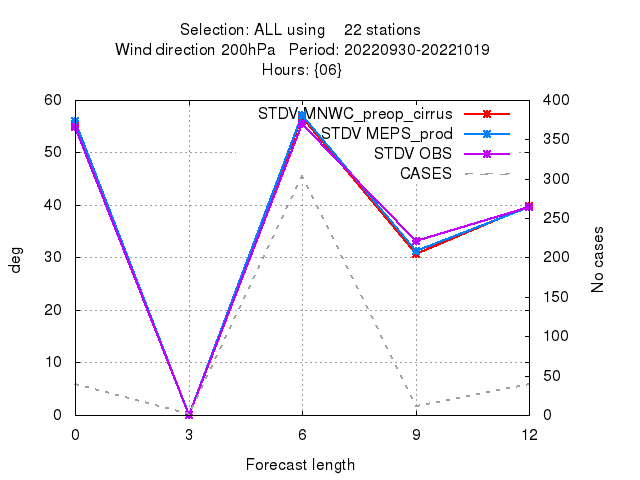 Selection: ALL using 22 stations
Wind direction 200hPa Period: 20220930-20221019
Hours: {06}
60 400
STDV MNWC_preop_cirrus
350
STDV MEPS_prod
50
STDV OBS
300
CASES
40
250
30 200
150
20
100
10
50
0 0
deg
No cases
0 3 6 9 12
Forecast length